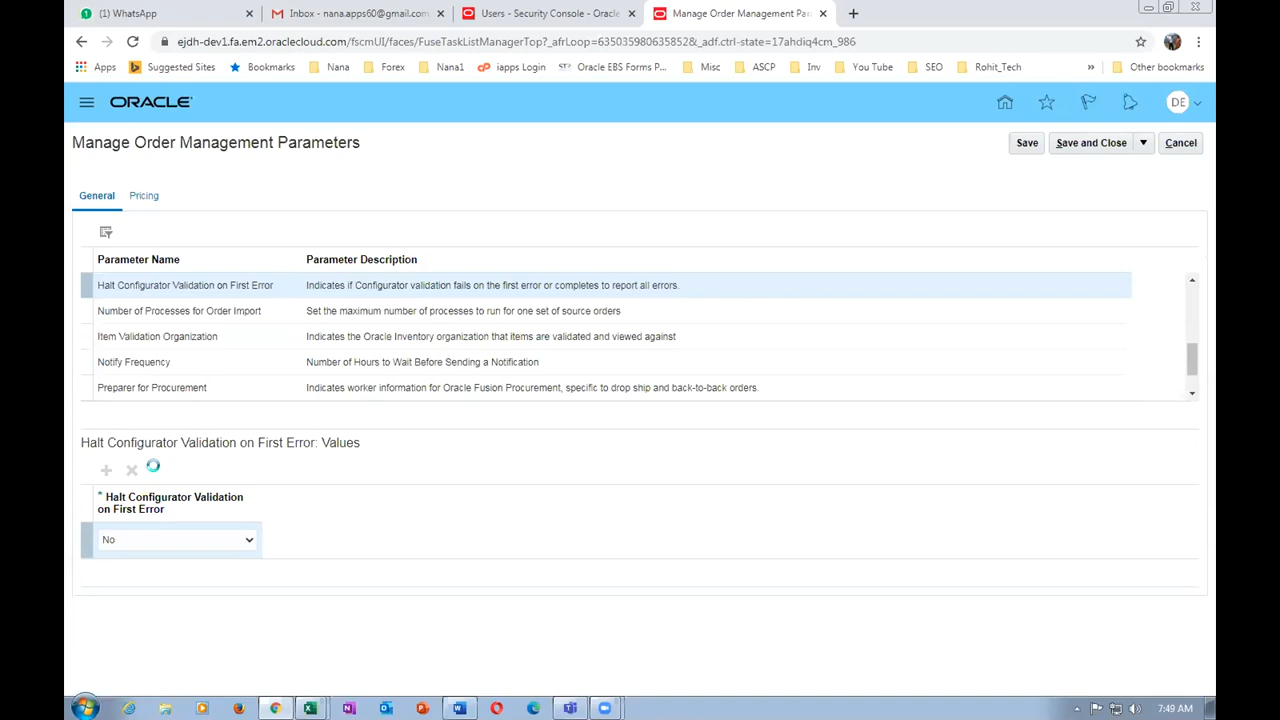 (1) WhatsApp
Inbox - nana.apps60@gmail.com
Users - Security Console - Oracle
Manage Order Management Par
ejdh-dev1.fa.em2.oraclecloud.com/fscmUI/faces/FuseTaskListManagerTop?_afrLoop=6350359806358528&_adf.ctrl-state=17ahdiq4cm_986
Apps Suggested Sites Bookmarks Nana Forex Nana1 iapps Login Oracle EBS Forms P... Misc ASCP Inv You Tube SEO Rohit_Tech » Other bookmarks
ORACLE
DE
Manage Order Management Parameters
Save Save and Close Cancel
General Pricing
Parameter Name Parameter Description
Halt Configurator Validation on First Error Indicates if Configurator validation fails on the first error or completes to report all errors.
Number of Processes for Order Import Set the maximum number of processes to run for one set of source orders
Item Validation Organization Indicates the Oracle Inventory organization that items are validated and viewed against
Notify Frequency Number of Hours to Wait Before Sending a Notification
Preparer for Procurement Indicates worker information for Oracle Fusion Procurement, specific to drop ship and back-to-back orders.
Halt Configurator Validation on First Error: Values
* Halt Configurator Validation
on First Error
No
7:49 AM